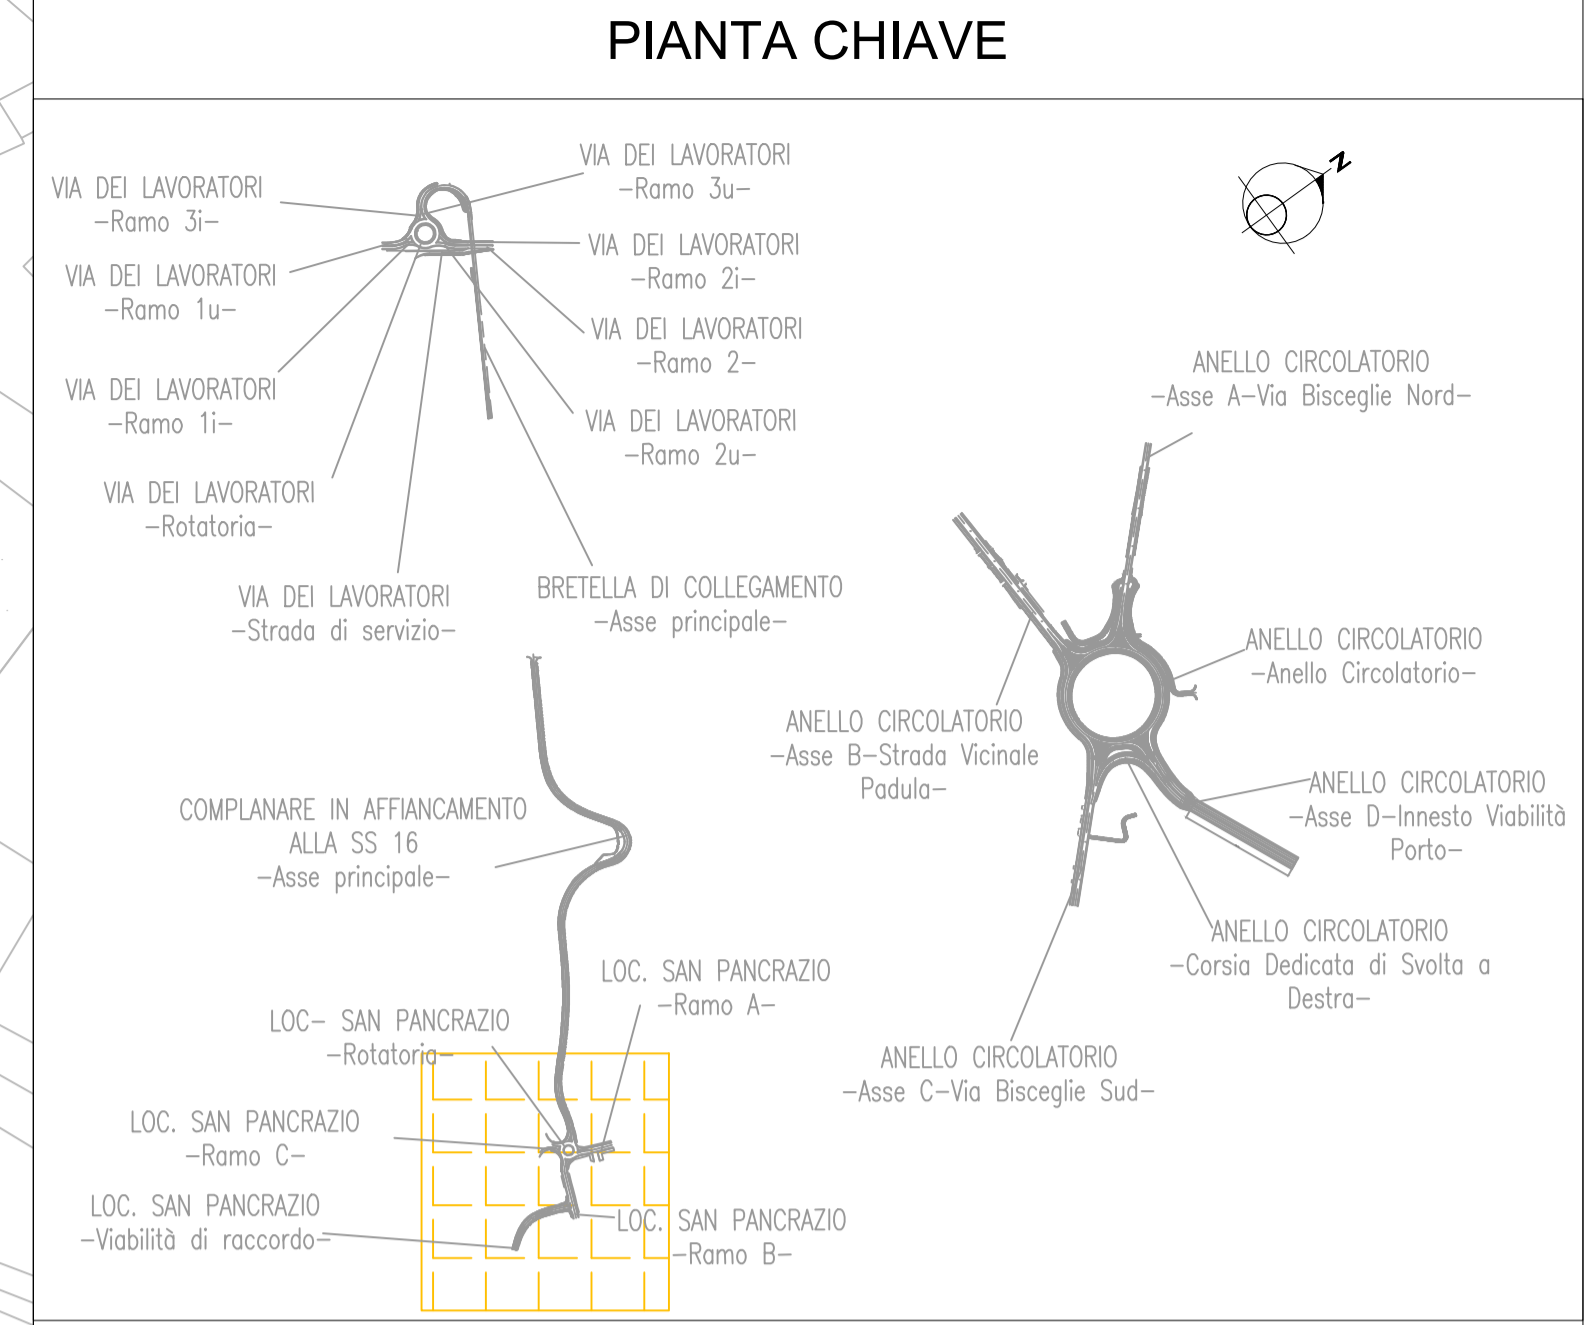 PIANTA CHIAVE
VIA DEI LAVORATORI
-Ramo 3u-
VIA DEI LAVORATORI
-Ramo 3i-
N
VIA DEI LAVORATORI
-Ramo 2i-
VIA DEI LAVORATORI
-Ramo 1u-
VIA DEI LAVORATORI
-Ramo 2-
VIA DEI LAVORATORI
-Ramo 1i-
VIA DEI LAVORATORI
-Ramo 2u-
VIA DEI LAVORATORI
-Rotatoria-
VIA DEI LAVORATORI
-Strada di servizio-
BRETELLA DI COLLEGAMENTO
-Asse principale-
ANELLO CIRCOLATORIO
-Asse A-Via Bisceglie Nord-
ANELLO CIRCOLATORIO
-Anello Circolatorio-
ANELLO CIRCOLATORIO
-Asse B-Strada Vicinale
Padula-
ANELLO CIRCOLATORIO
-Asse D-Innesto Viabilità
Porto-
ANELLO CIRCOLATORIO
-Corsia Dedicata di Svolta a
Destra-
ANELLO CIRCOLATORIO
-Asse C-Via Bisceglie Sud-
COMPLANARE IN AFFIANCAMENTO
ALLA SS 16
-Asse principale-
LOC. SAN PANCRAZIO
-Ramo A-
LOC- SAN PANCRAZIO
-Rotatoria-
LOC. SAN PANCRAZIO
-Ramo C-
LOC. SAN PANCRAZIO
-Viabilità di raccordo-
LOC. SAN PANCRAZIO
-Ramo B-